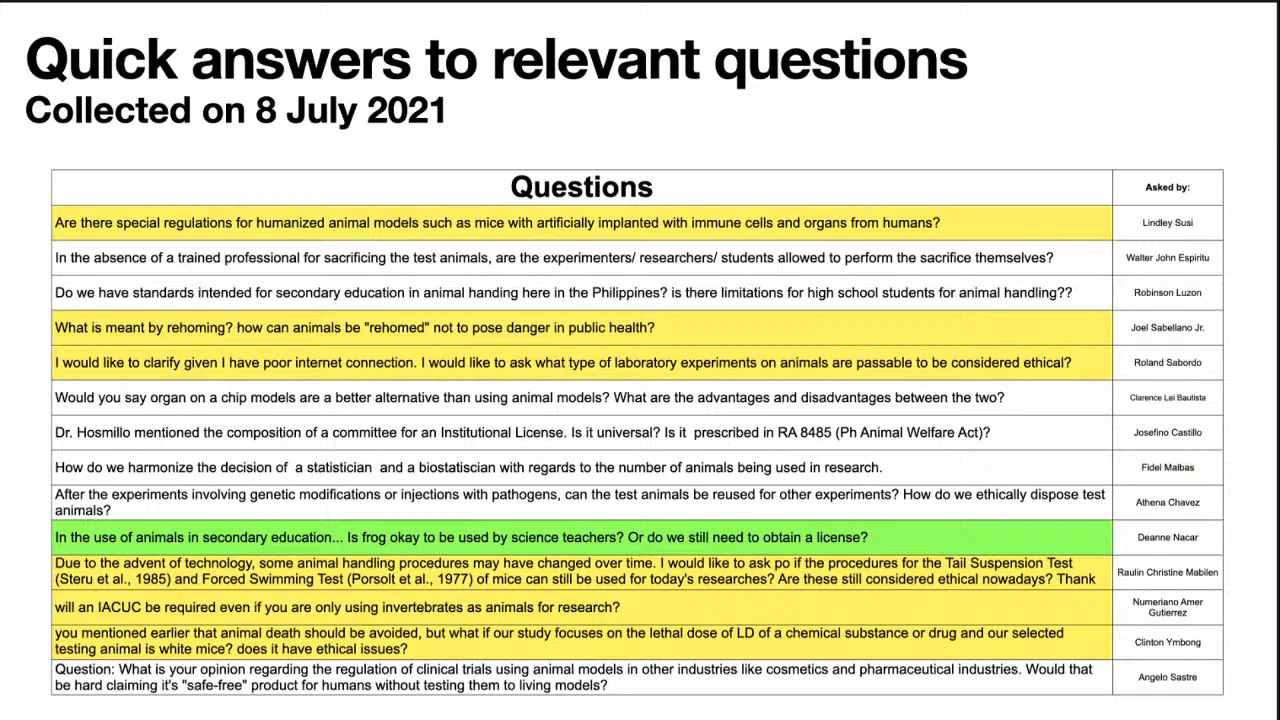 Quick answers to relevant questions
Collected on 8 July 2021
Questions
Asked by:
Are there special regulations for humanized animal models such as mice with artificially implanted with immune cells and organs from humans?
Lindley Susi
In the absence of a trained professional for sacrificing the test animals, are the experimenters/ researchers/ students allowed to perform the sacrifice themselves?
Walter John Espiritu
Do we have standards intended for secondary education in animal handing here in the Philippines? is there limitations for high school students for animal handling??
Robinson Luzon
What is meant by rehoming? how can animals be "rehomed" not to pose danger in public health?
Joel Sabellano Jr.
I would like to clarify given I have poor internet connection. I would like to ask what type of laboratory experiments on animals are passable to be considered ethical?
Roland Sabordo
Would you say organ on a chip models are a better alternative than using animal models? What are the advantages and disadvantages between the two?
Clarence Lei Bautista
Dr. Hosmillo mentioned the composition of a committee for an Institutional License. Is it universal? Is it  prescribed in RA 8485 (Ph Animal Welfare Act)?
Josefino Castillo
How do we harmonize the decision of  a statistician  and a biostatiscian with regards to the number of animals being used in research.
Fidel Malbas
After the experiments involving genetic modifications or injections with pathogens, can the test animals be reused for other experiments? How do we ethically dispose test
animals?
Athena Chavez
In the use of animals in secondary education... Is frog okay to be used by science teachers? Or do we still need to obtain a license?
Deanne Nacar
Due to the advent of technology, some animal handling procedures may have changed over time. I would like to ask po if the procedures for the Tail Suspension Test
(Steru et al., 1985) and Forced Swimming Test (Porsolt et al., 1977) of mice can still be used for today's researches? Are these still considered ethical nowadays? Thank
Raulin Christine Mabilen
will an IACUC be required even if you are only using invertebrates as animals for research?
Numeriano Amer
Gutierrez
you mentioned earlier that animal death should be avoided, but what if our study focuses on the lethal dose of LD of a chemical substance or drug and our selected
testing animal is white mice? does it have ethical issues?
Clinton Ymbong
Question: What is your opinion regarding the regulation of clinical trials using animal models in other industries like cosmetics and pharmaceutical industries. Would that
be hard claiming it's "safe-free" product for humans without testing them to living models?
Angelo Sastre